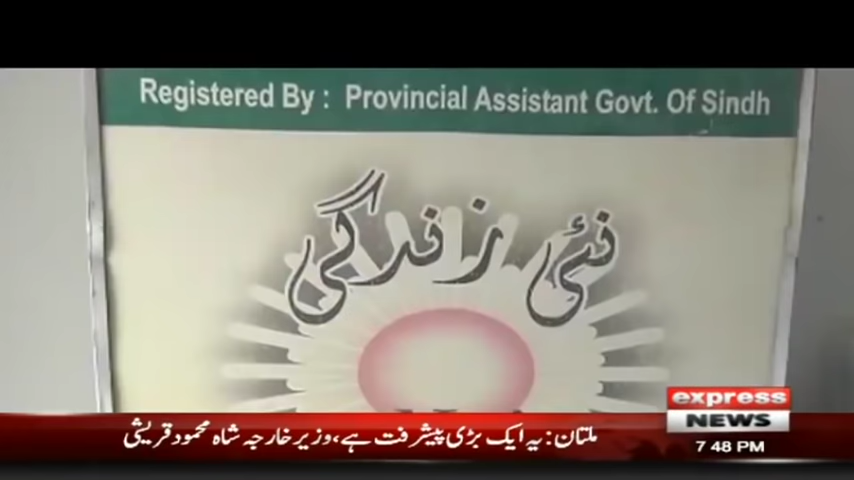 Registered By : Provincial Assistant Govt. Of Sindh
نئی زندگی
express
NEWS
ملتان: یہ ایک بڑی پیشرفت ہے، وزیر خارجہ شاہ محمود قریشی
7:48 PM